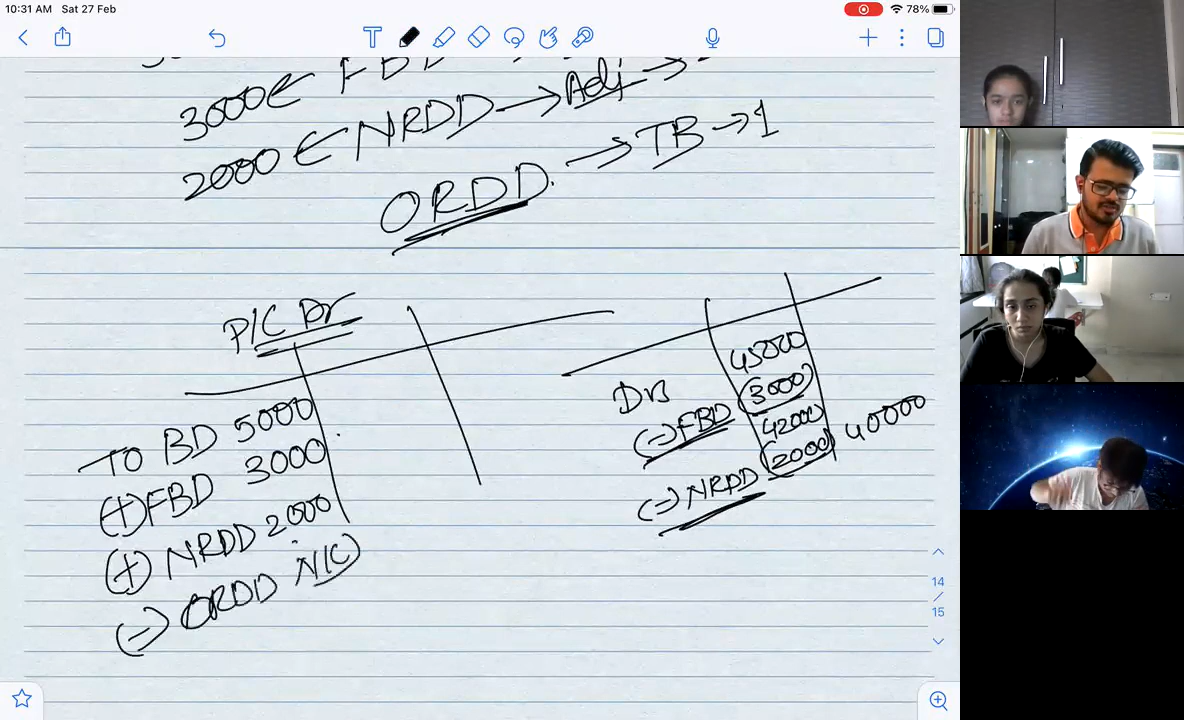 10:31 AM Sat 27 Feb
78%
3000€ FBD
2000 € NRDD → Adj →
ORDD → TB → 1
P/C Dr
TO BD 5000
(+) FBD 3000
(+) NRDD 2000
(-) ORDD N/C
45000
DRS (3000)
(-) FBD 42000
(-) NRDD (2000) 40000
14
/
15